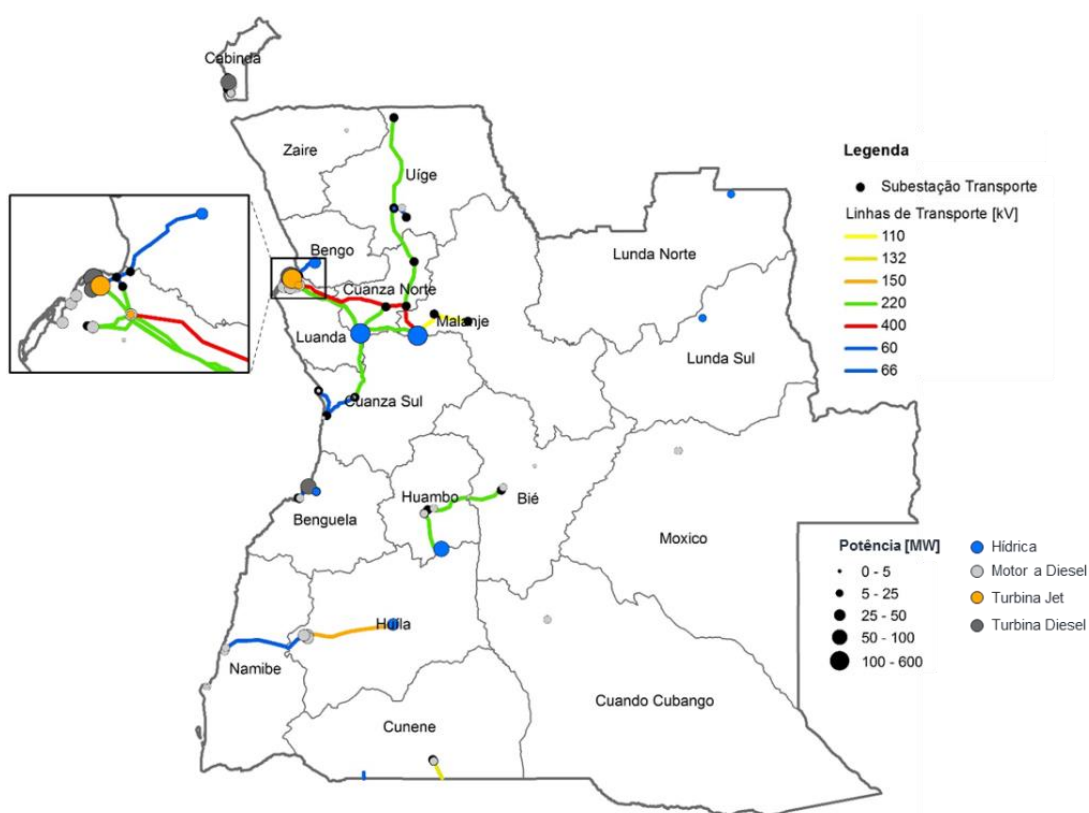 Cabinda
Zaire
Uíge
Bengo
Cuanza Norte
Luanda
Malanje
Lunda Norte
Lunda Sul
Cuanza Sul
Benguela
Huambo
Bié
Moxico
Namibe
Huíla
Cunene
Cuando Cubango
Legenda
Subestação Transporte
Linhas de Transporte [kV]
110
132
150
220
400
60
66
Potência [MW]
0 - 5
5 - 25
25 - 50
50 - 100
100 - 600
Hídrica
Motor a Diesel
Turbina Jet
Turbina Diesel